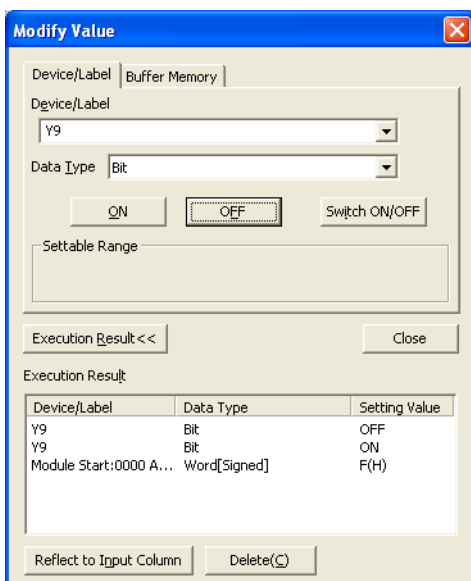 Modify Value
Device/Label Buffer Memory
Device/Label
Y9
Data Type Bit
ON OFF Switch ON/OFF
Settable Range
Execution Result<< Close
Execution Result
Device/Label Data Type Setting Value
Y9 Bit OFF
Y9 Bit ON
Module Start:0000 A... Word[Signed] F(H)
Reflect to Input Column Delete(C)